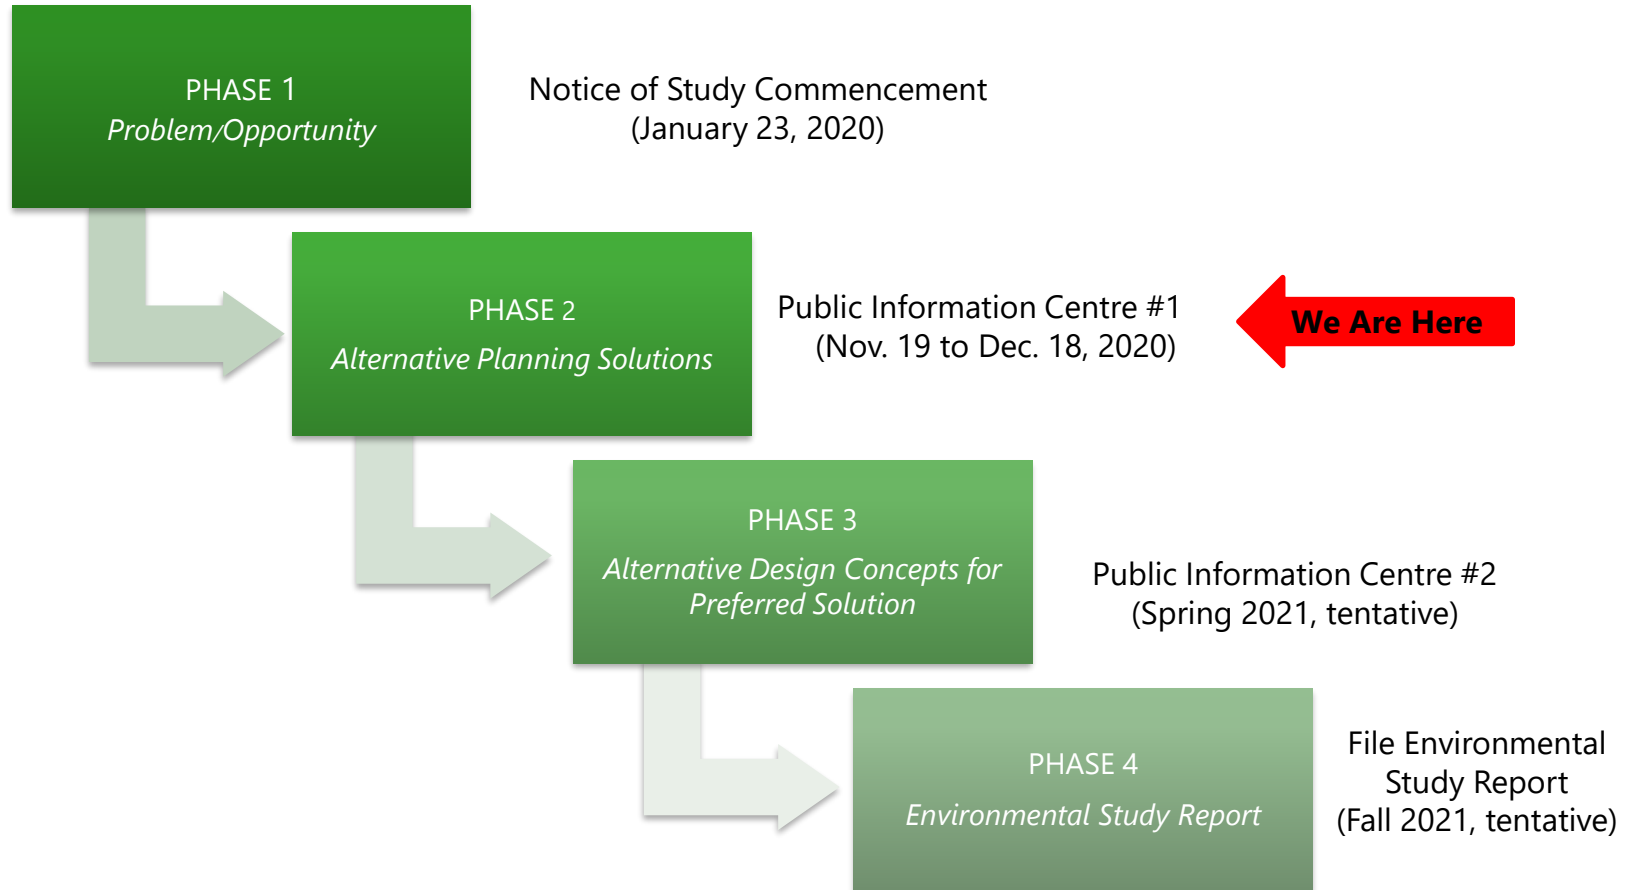 PHASE 1
Problem/Opportunity
Notice of Study Commencement
(January 23, 2020)
PHASE 2
Alternative Planning Solutions
Public Information Centre #1
(Nov. 19 to Dec. 18, 2020)
We Are Here
PHASE 3
Alternative Design Concepts for
Preferred Solution
Public Information Centre #2
(Spring 2021, tentative)
PHASE 4
Environmental Study Report
File Environmental
Study Report
(Fall 2021, tentative)